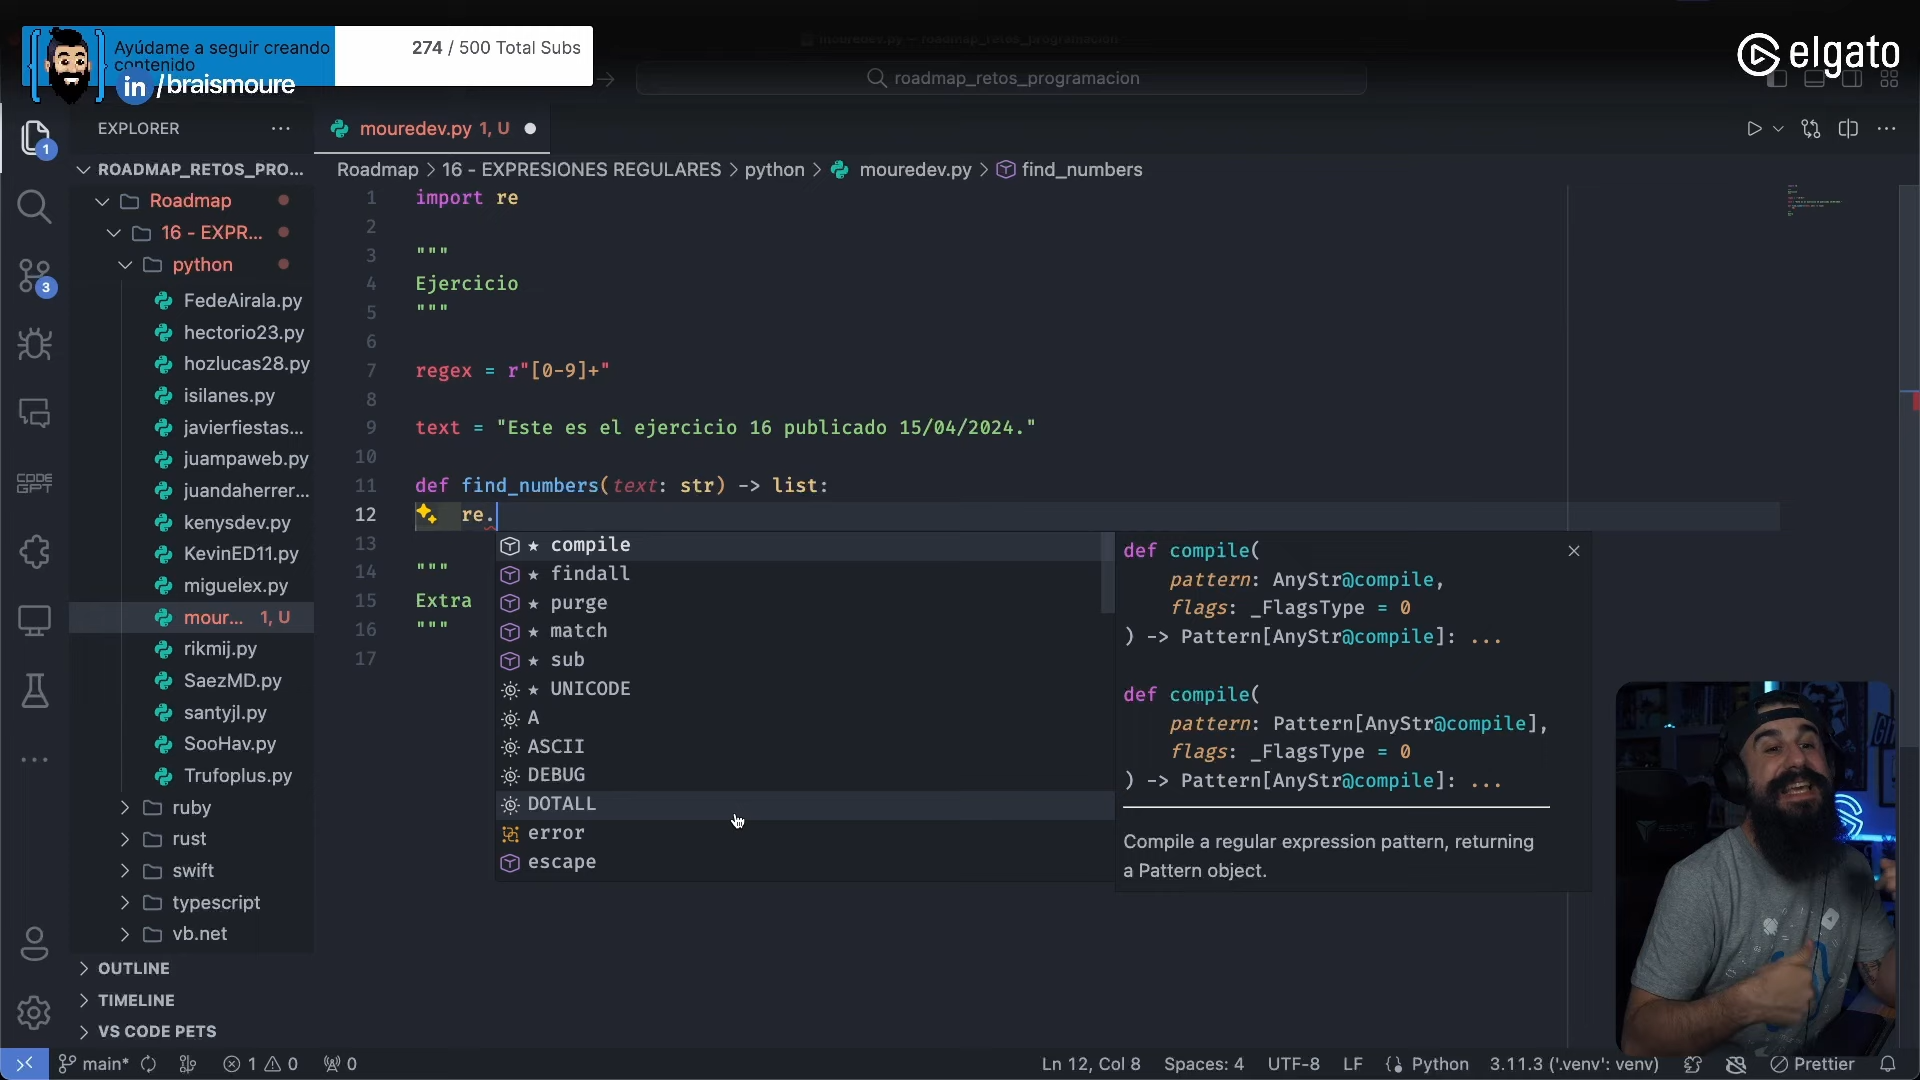 Ayúdame a seguir creando
contenido
274 / 500 Total Subs
in /braismoure
elgato
roadmap_retos_programacion
EXPLORER
mouredev.py 1, U
ROADMAP_RETOS_PRO...
Roadmap > 16 - EXPRESIONES REGULARES > python > mouredev.py > find_numbers
1
3
CODE
GPT
Roadmap
16 - EXPR...
python
FedeAirala.py
hectorio23.py
hozlucas28.py
isilanes.py
javierfiestas...
juampaweb.py
juandaherrer...
kenysdev.py
KevinED11.py
miguelex.py
mour... 1, U
rikmij.py
SaezMD.py
santyjl.py
SooHav.py
Trufoplus.py
ruby
rust
swift
typescript
vb.net
OUTLINE
TIMELINE
VS CODE PETS
1 import re
2
3 """
4 Ejercicio
5 """
6
7 regex = r"[0-9]+"
8
9 text = "Este es el ejercicio 16 publicado 15/04/2024."
10
11 def find_numbers(text: str) -> list:
12 re.
13
14 """
15 Extra
16 """
17
compile
findall
purge
match
sub
UNICODE
A
ASCII
DEBUG
DOTALL
error
escape
def compile(
pattern: AnyStr@compile,
flags: _FlagsType = 0
) -> Pattern[AnyStr@compile]: ...
def compile(
pattern: Pattern[AnyStr@compile],
flags: _FlagsType = 0
) -> Pattern[AnyStr@compile]: ...
Compile a regular expression pattern, returning
a Pattern object.
main* 1 0 0
Ln 12, Col 8 Spaces: 4 UTF-8 LF Python 3.11.3 ('.venv': venv) Prettier